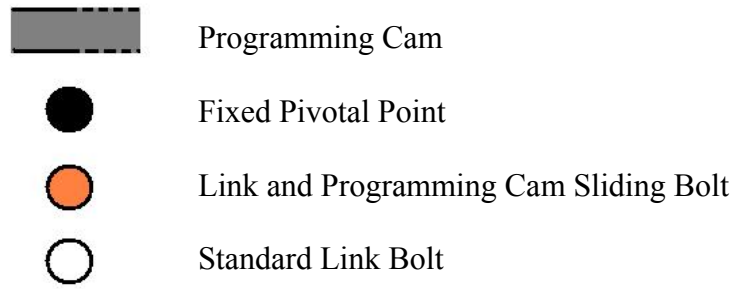 Programming Cam
Fixed Pivotal Point
Link and Programming Cam Sliding Bolt
Standard Link Bolt